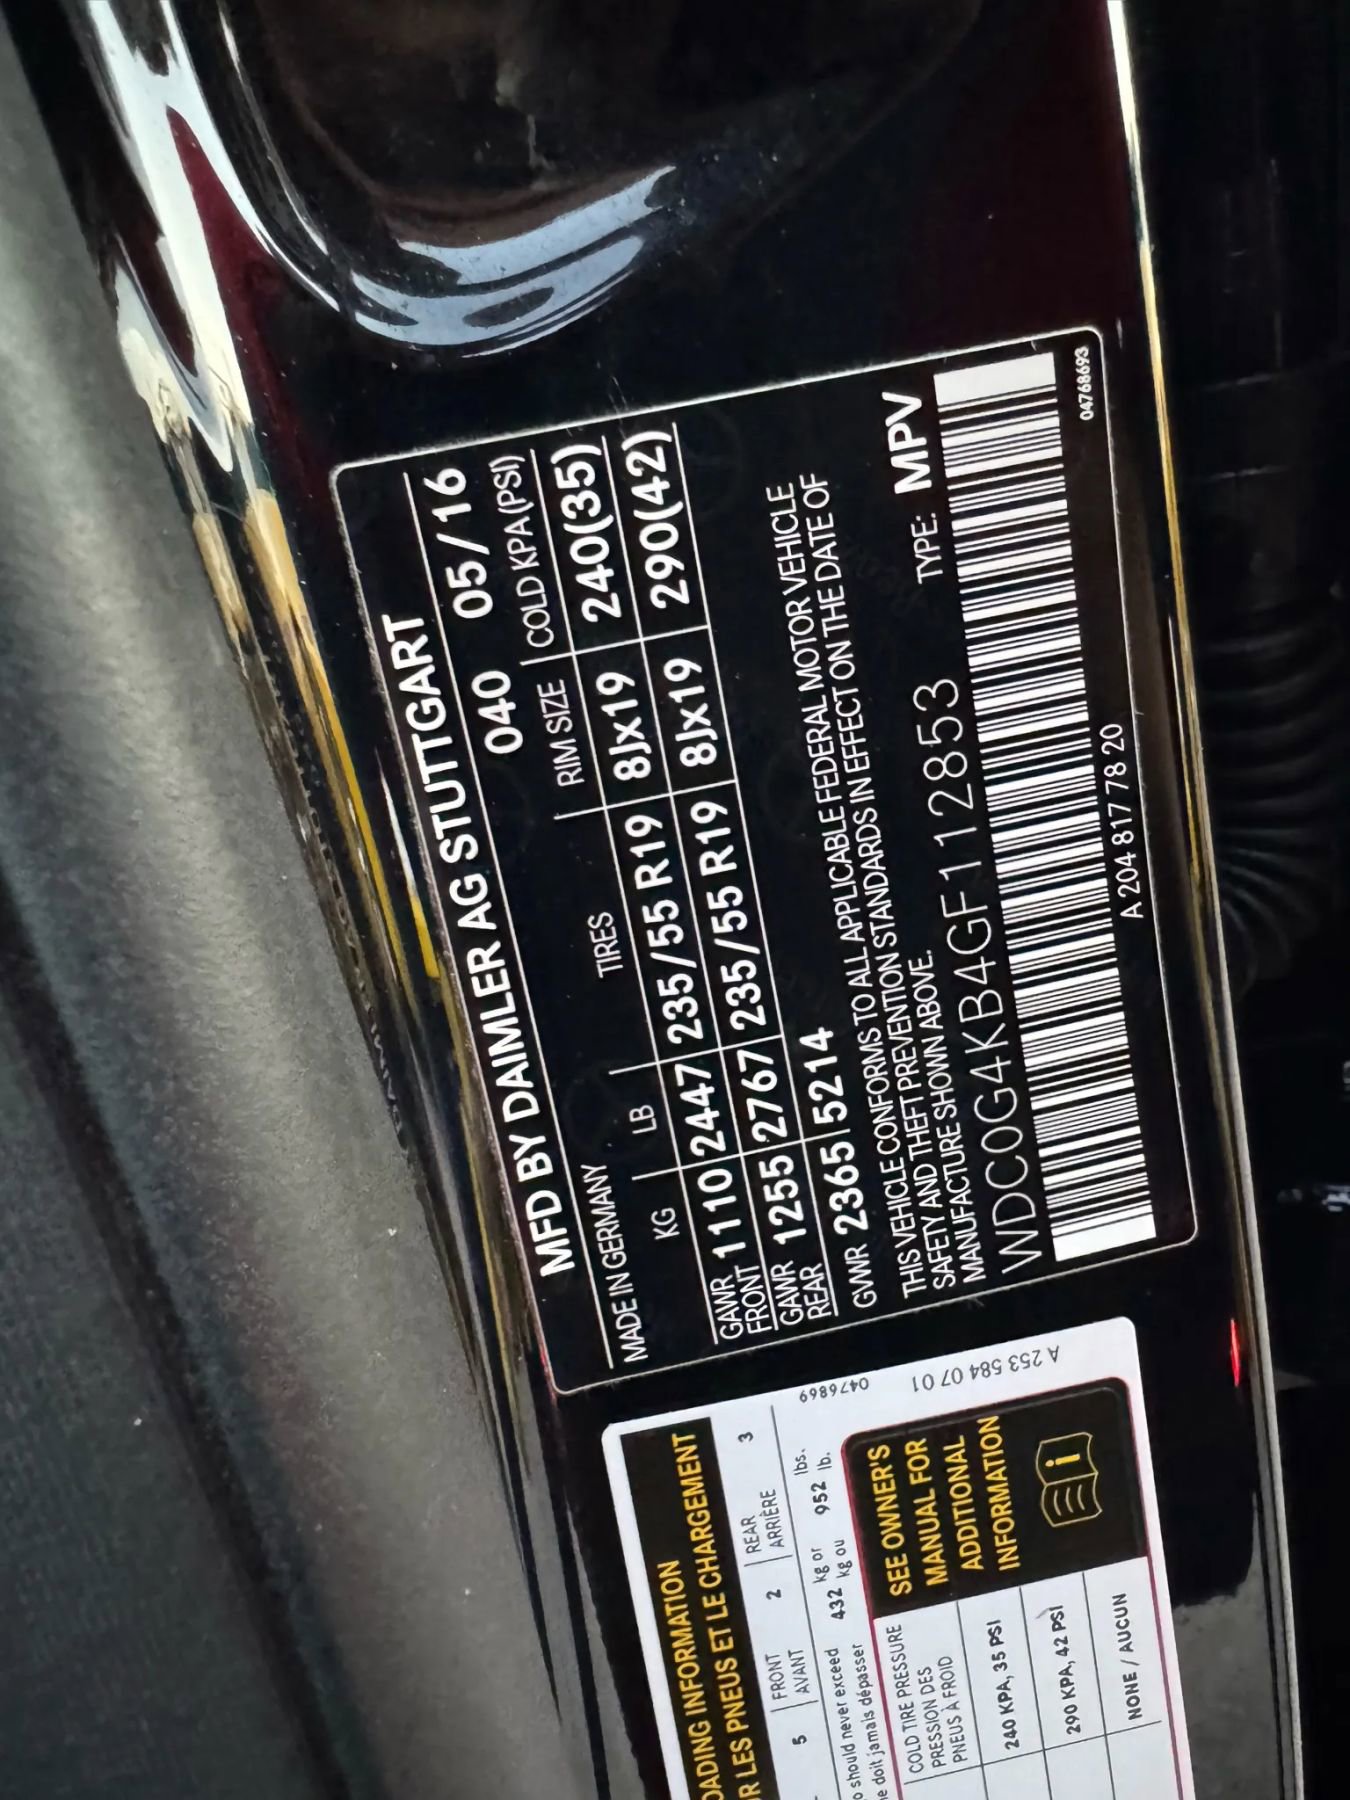 MFD BY DAIMLER AG STUTTGART
MADE IN GERMANY 040 05/16
KG LB TIRES RIM SIZE COLD KPA(PSI)
GAWR FRONT 1110 2447 235/55 R19 8Jx19 240(35)
GAWR REAR 1255 2767 235/55 R19 8Jx19 290(42)
GVWR 2365 5214
THIS VEHICLE CONFORMS TO ALL APPLICABLE FEDERAL MOTOR VEHICLE
SAFETY AND THEFT PREVENTION STANDARDS IN EFFECT ON THE DATE OF
MANUFACTURE SHOWN ABOVE.
WDC0G4KB4GF112853 TYPE: MPV
A 204 817 78 20 04768693
OADING INFORMATION
R LES PNEUS ET LE CHARGEMENT
5 FRONT AVANT 2 REAR ARRIÈRE 3
should never exceed 432 kg or 952 lbs.
doit jamais dépasser kg ou lb.
0476869
A 253 584 07 01
COLD TIRE PRESSURE
PRESSION DES
PNEUS À FROID
240 KPA, 35 PSI
290 KPA, 42 PSI
NONE / AUCUN
SEE OWNER'S
MANUAL FOR
ADDITIONAL
INFORMATION